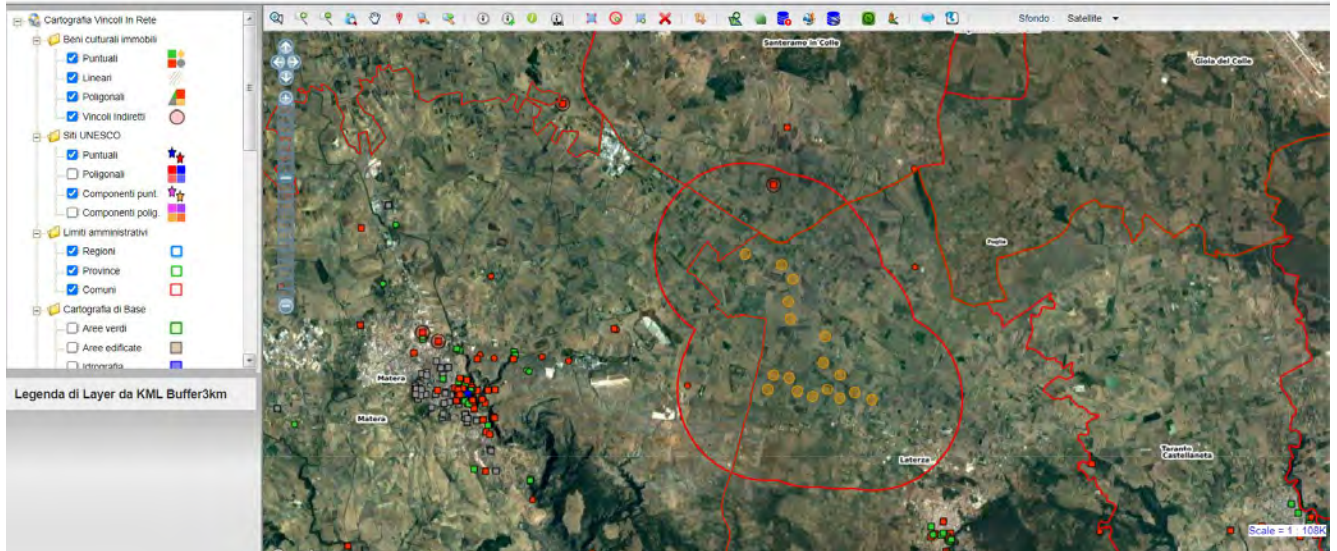 Cartografia Vincoli In Rete
Beni culturali immobili
Puntuali
Lineari
Poligonali
Vincoli Indiretti
Siti UNESCO
Puntuali
Poligonali
Componenti punt.
Componenti polig.
Limiti amministrativi
Regioni
Province
Comuni
Cartografia di Base
Aree verdi
Aree edificate
Idrografia
Legenda di Layer da KML Buffer3km
Sfondo: Satellite
Santeramo in Colle
Gioia del Colle
Puglia
Matera
Matera
Laterza
Taranto
Castellaneta
Scale = 1 : 108K